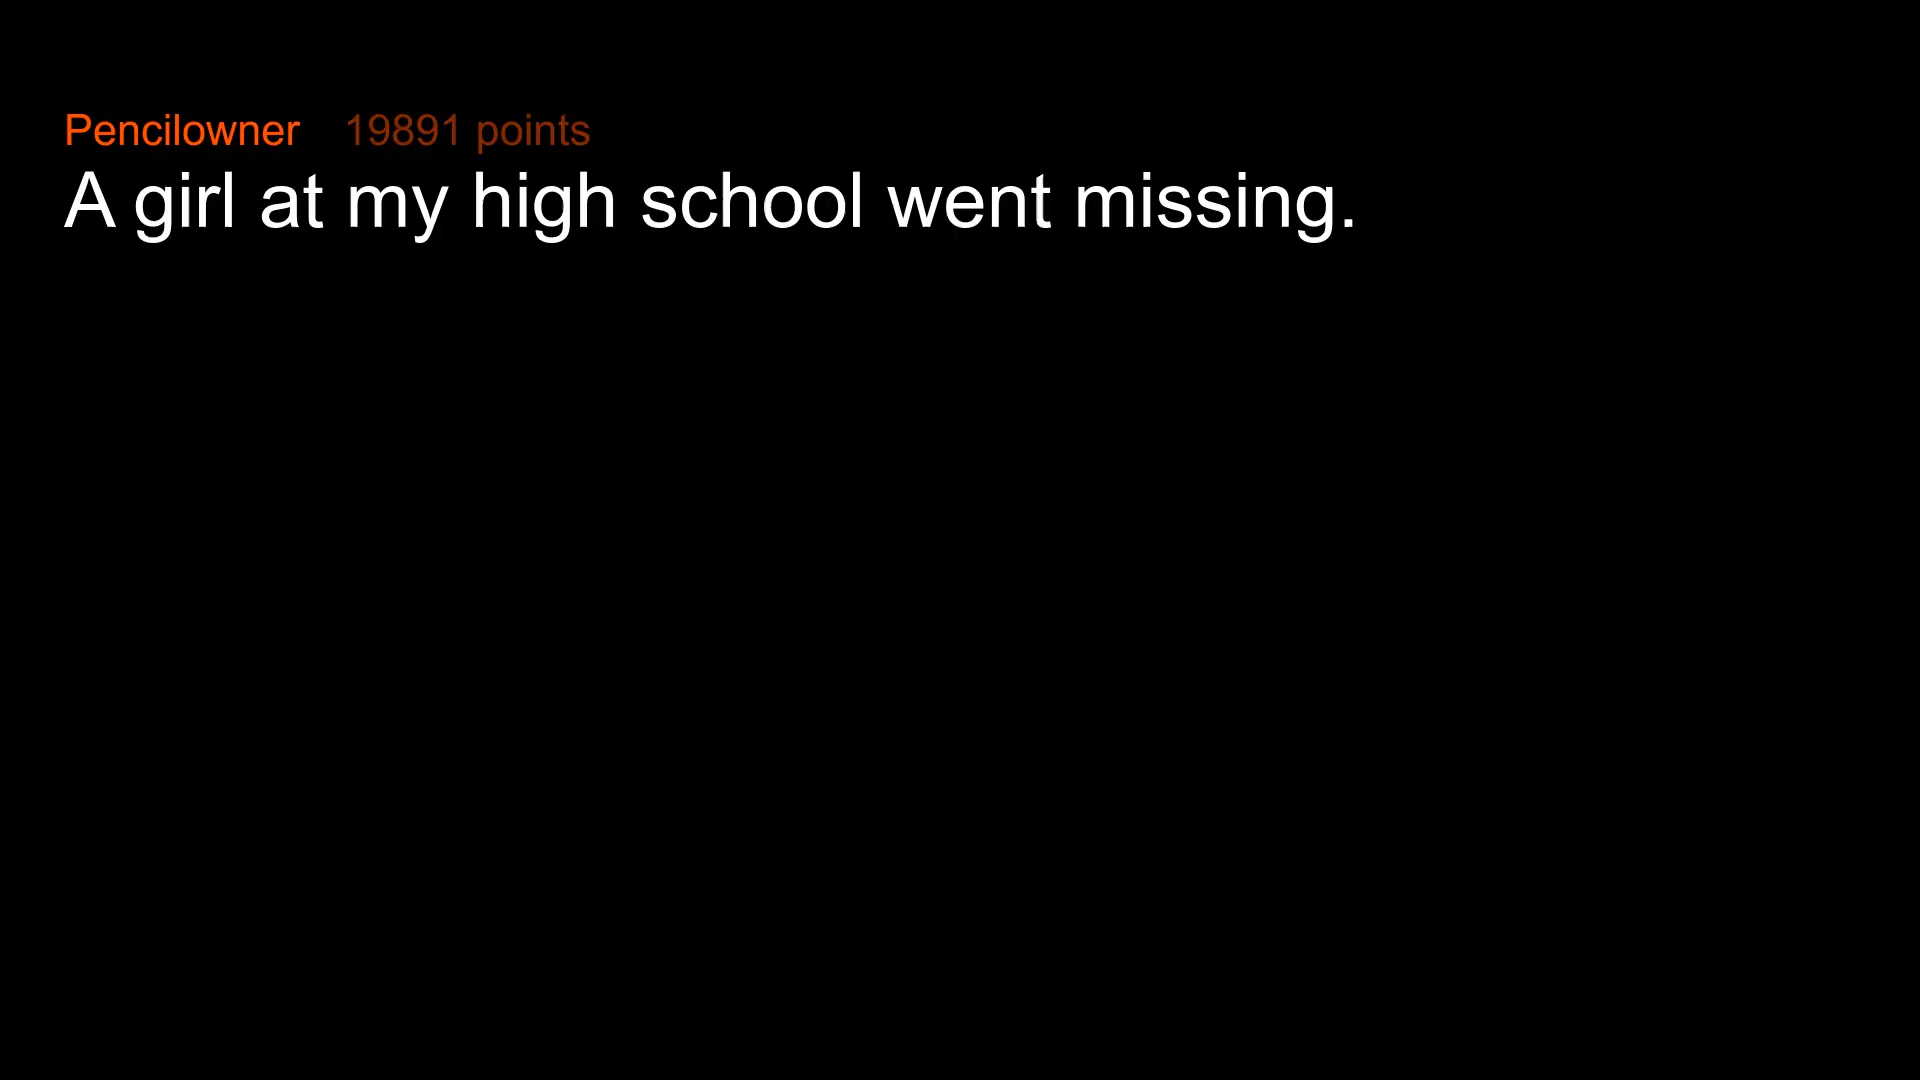 Pencilowner 19891 points
A girl at my high school went missing.